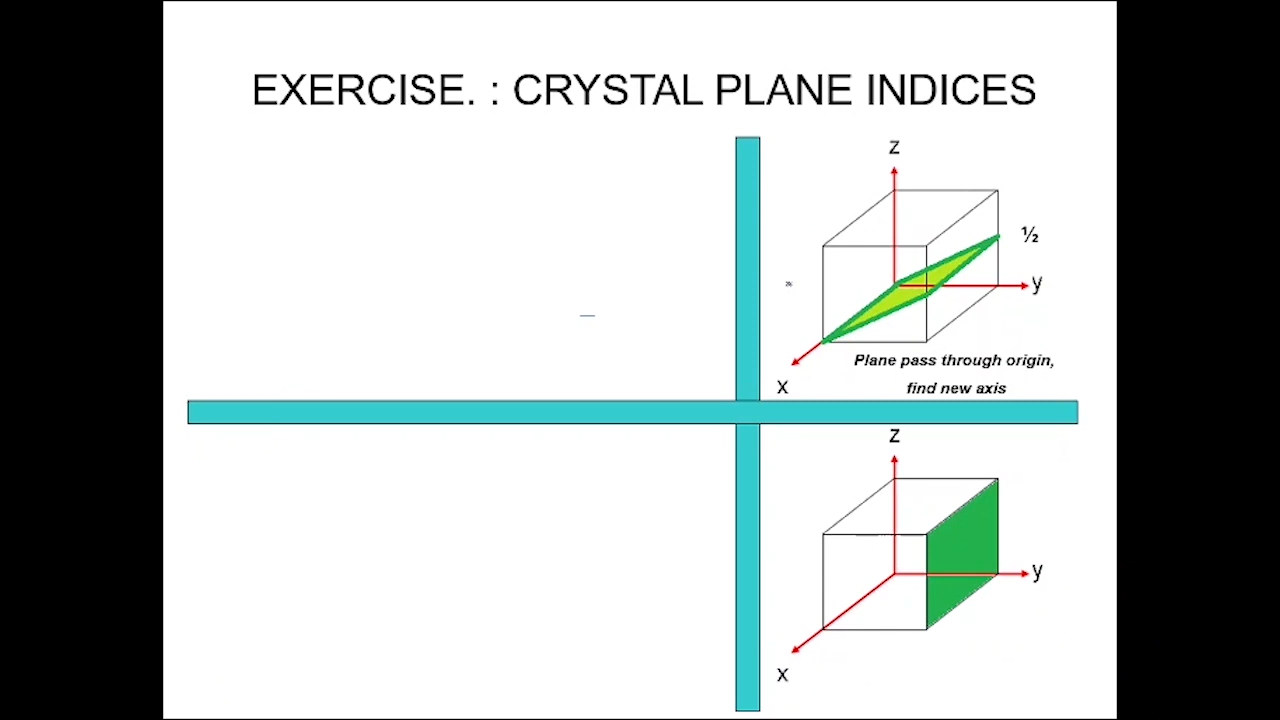 EXERCISE. : CRYSTAL PLANE INDICES
z
½
y
Plane pass through origin,
x
find new axis
z
y
x